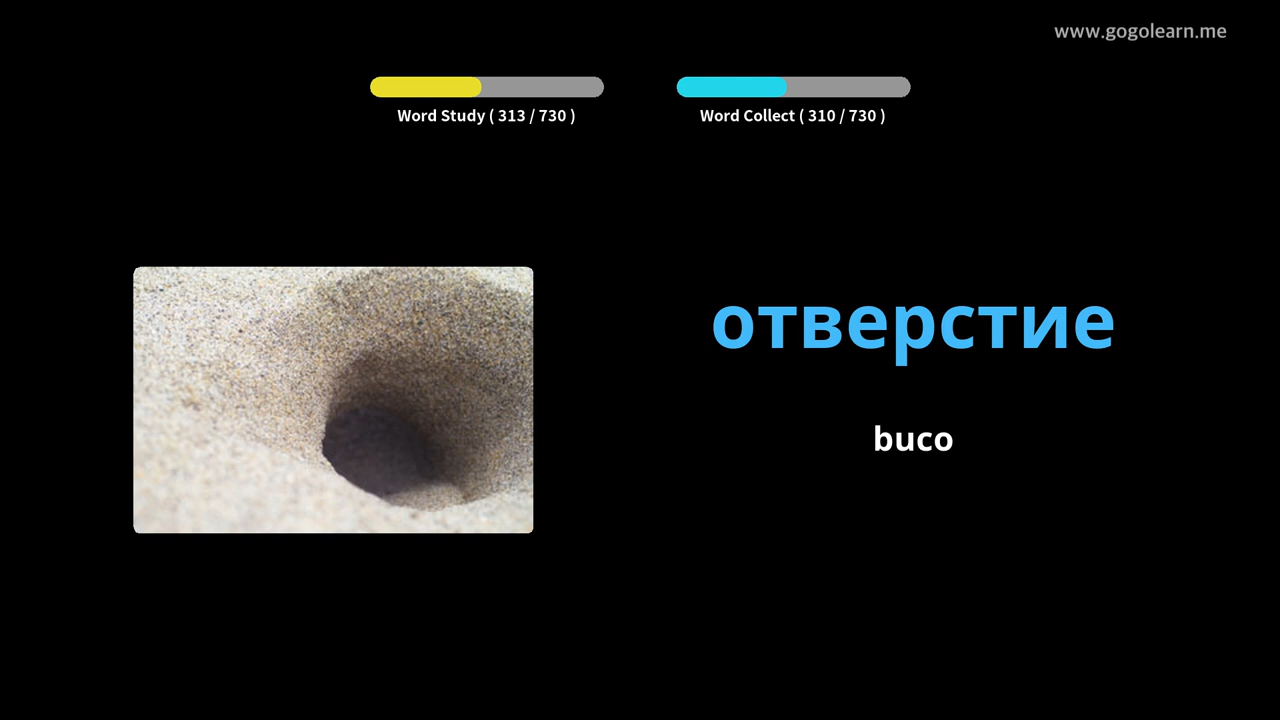 www.gogolearn.me
Word Study ( 313 / 730 )
Word Collect ( 310 / 730 )
отверстие
buco